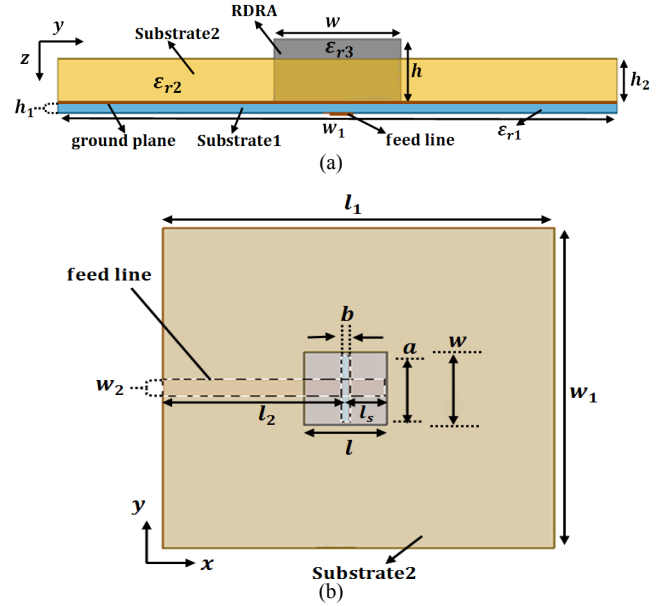 RDRA
w
y
Substrate2
z
εr3
εr2
h
h2
h1
ground plane
Substrate1
w1
feed line
εr1
(a)
l1
feed line
b
a
w
w2
w1
l2
ls
l
y
x
Substrate2
(b)